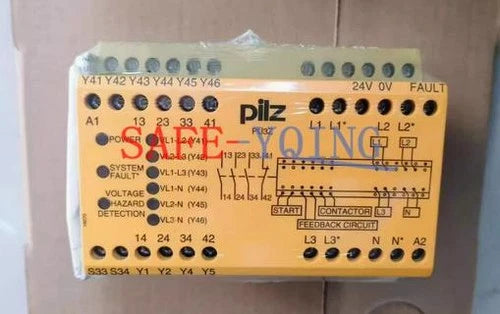 Y41 Y42 Y43 Y44 Y45 Y46 24V 0V FAULT
A1 13 23 33 41 pilz L1 L1* L2 L2*
PU3Z
SAFE-YQING
POWER VL1-L2 (Y41)
VL2-L3 (Y42)
SYSTEM FAULT* VL1-L3 (Y43)
VOLTAGE HAZARD DETECTION VL1-N (Y44)
VL2-N (Y45)
VL3-N (Y46)
13 23 33 41
14 24 34 42
L2 L2
START CONTACTOR L3 N
FEEDBACK CIRCUIT
14 24 34 42 L3 L3* N N* A2
S33 S34 Y1 Y2 Y4 Y5